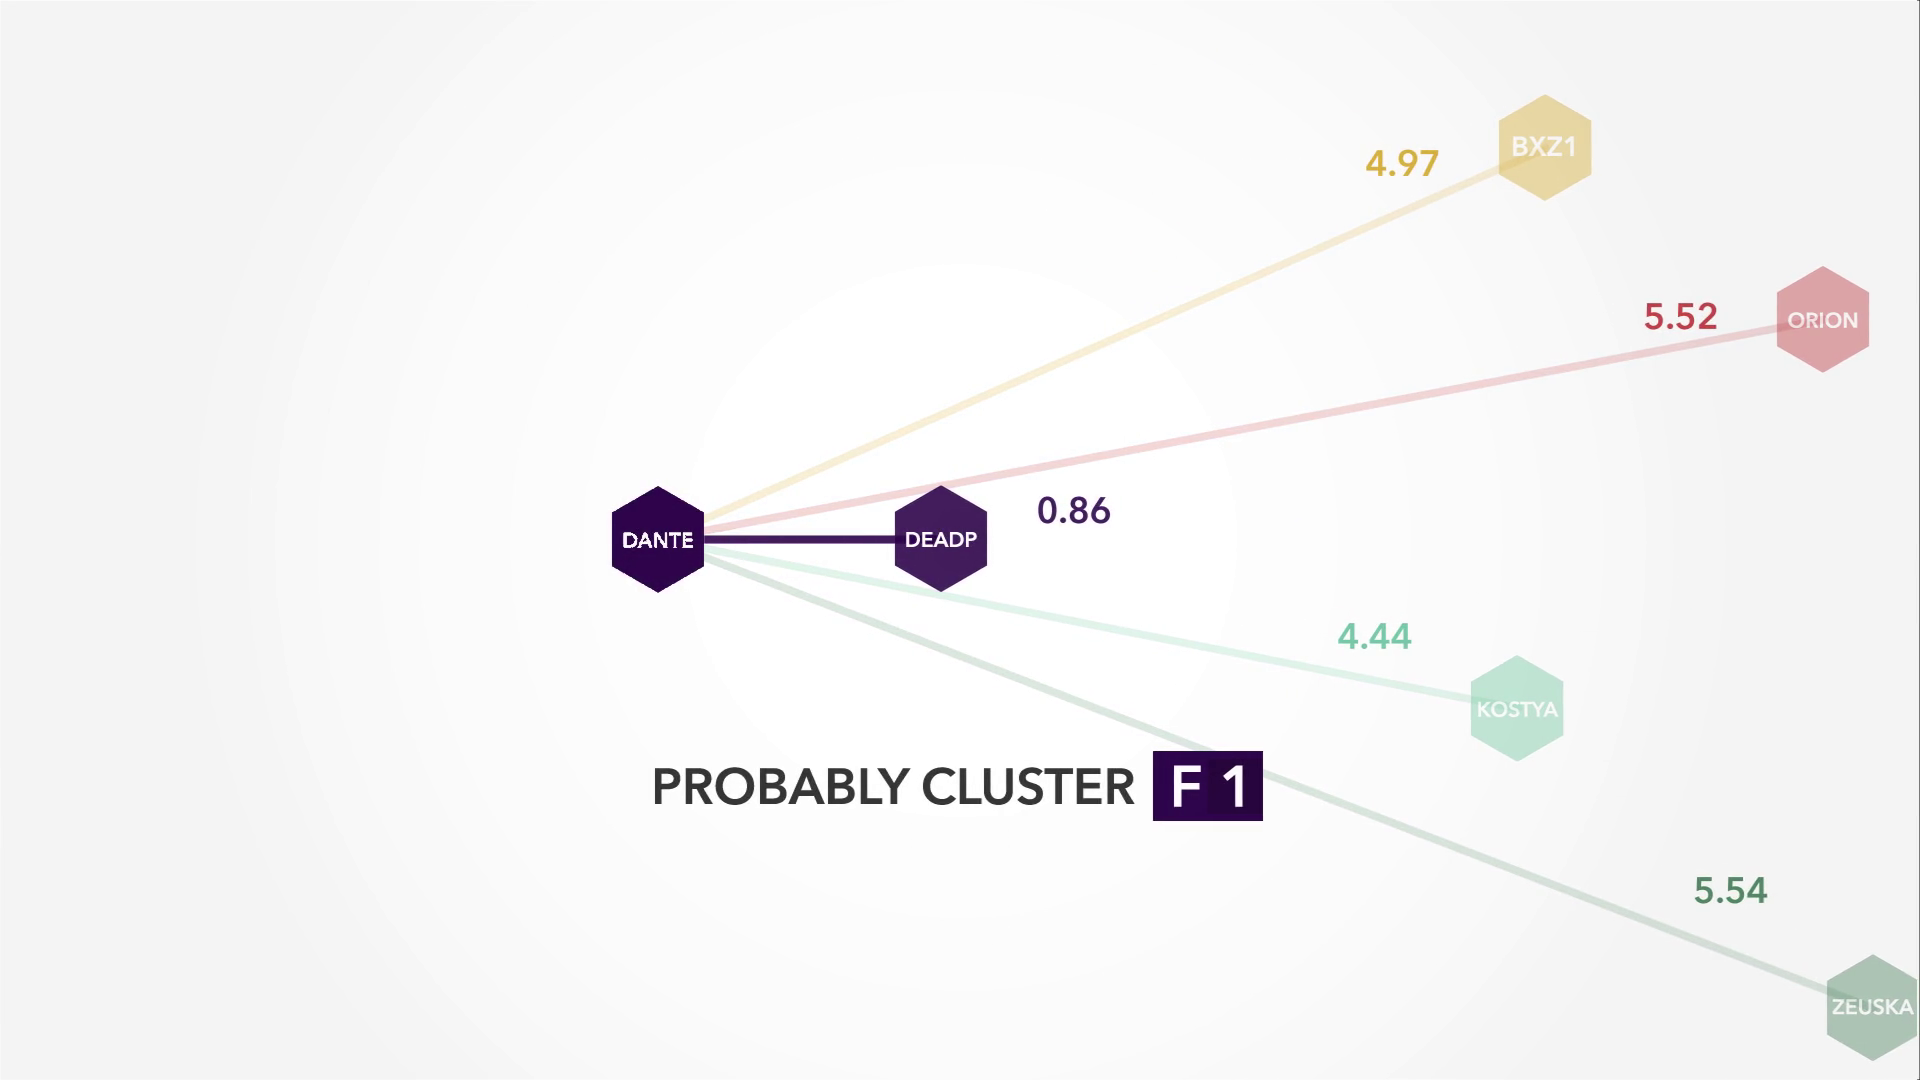 BXZ1
4.97
ORION
5.52
0.86
DANTE
DEADP
4.44
KOSTYA
PROBABLY CLUSTER F 1
5.54
ZEUSKA